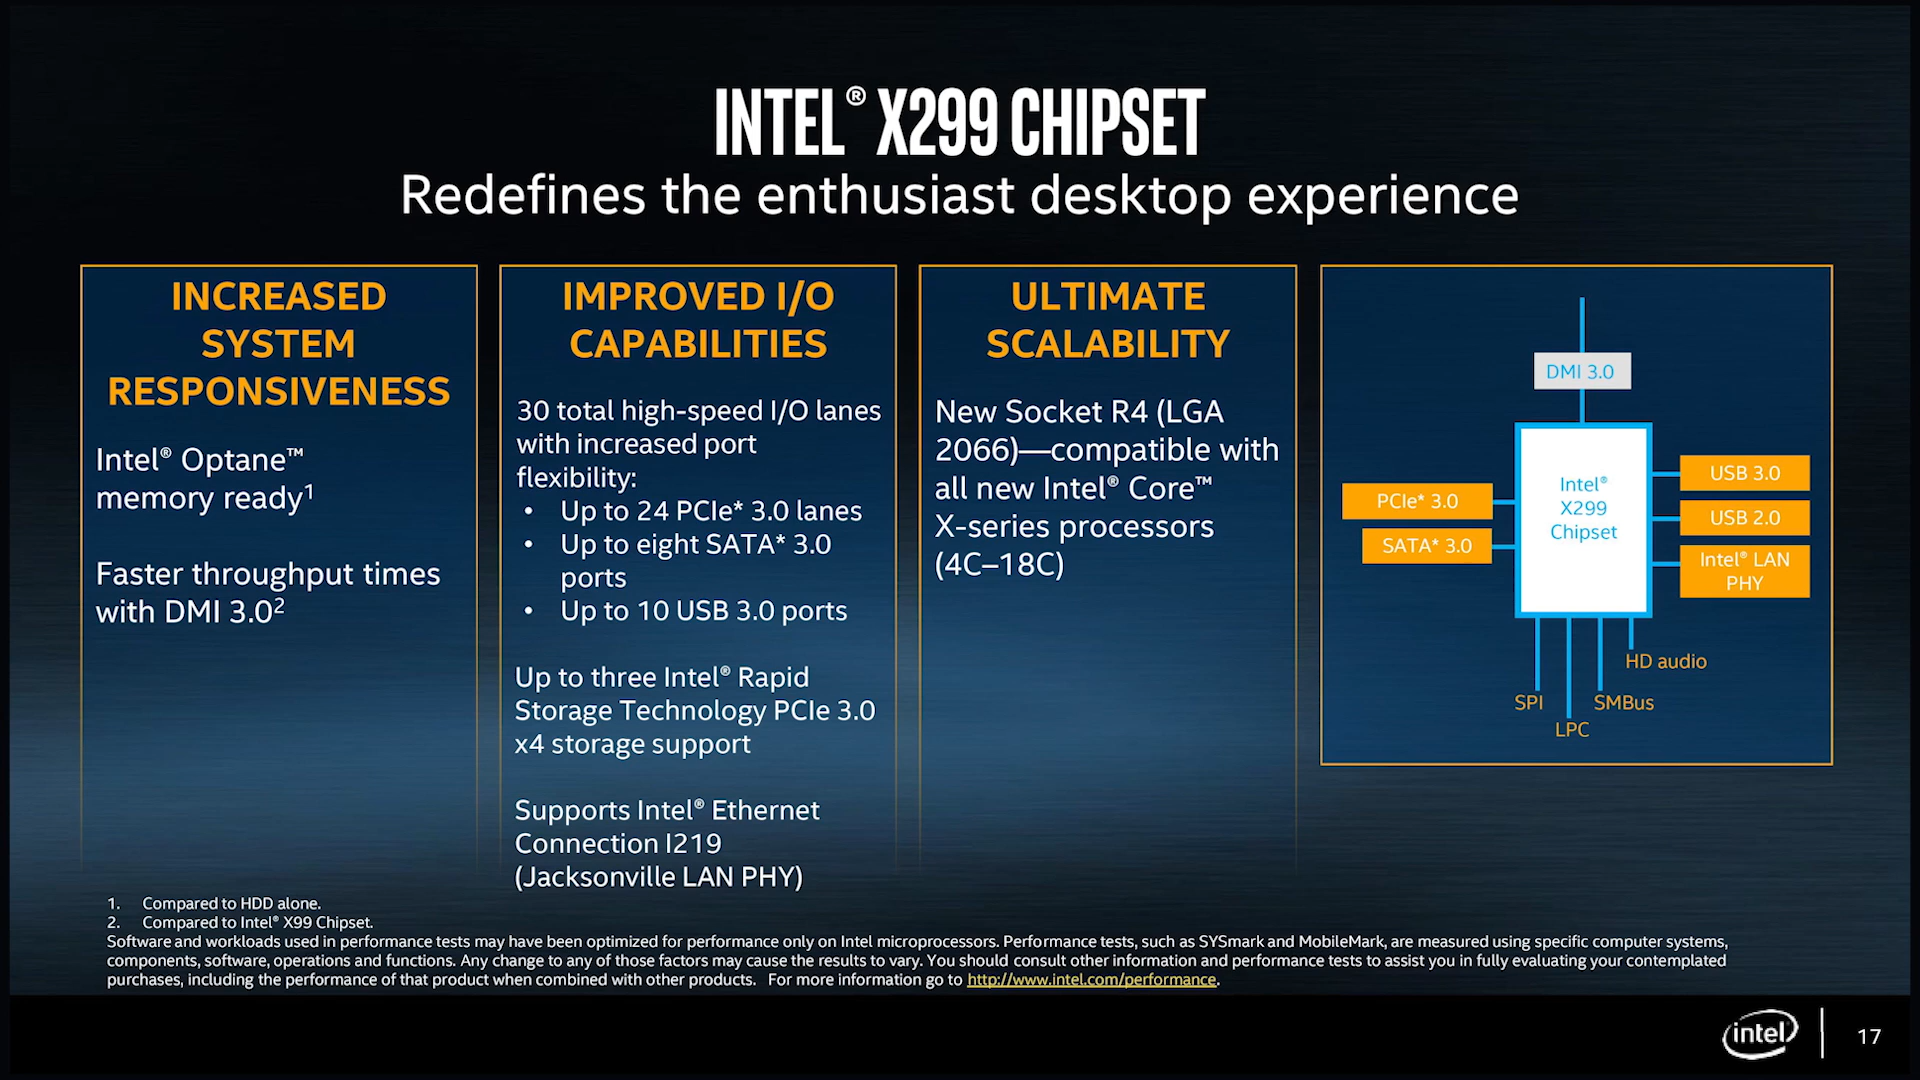 INTEL® X299 CHIPSET
Redefines the enthusiast desktop experience
INCREASED
SYSTEM
RESPONSIVENESS
Intel® Optane™
memory ready1
Faster throughput times
with DMI 3.02
IMPROVED I/O
CAPABILITIES
30 total high-speed I/O lanes
with increased port
flexibility:
• Up to 24 PCIe* 3.0 lanes
• Up to eight SATA* 3.0
ports
• Up to 10 USB 3.0 ports
Up to three Intel® Rapid
Storage Technology PCIe 3.0
x4 storage support
Supports Intel® Ethernet
Connection I219
(Jacksonville LAN PHY)
ULTIMATE
SCALABILITY
New Socket R4 (LGA
2066)—compatible with
all new Intel® Core™
X-series processors
(4C–18C)
DMI 3.0
Intel®
X299
Chipset
PCIe* 3.0
SATA* 3.0
USB 3.0
USB 2.0
Intel® LAN
PHY
HD audio
SPI
SMBus
LPC
1. Compared to HDD alone.
2. Compared to Intel® X99 Chipset.
Software and workloads used in performance tests may have been optimized for performance only on Intel microprocessors. Performance tests, such as SYSmark and MobileMark, are measured using specific computer systems,
components, software, operations and functions. Any change to any of those factors may cause the results to vary. You should consult other information and performance tests to assist you in fully evaluating your contemplated
purchases, including the performance of that product when combined with other products. For more information go to http://www.intel.com/performance.
intel
17